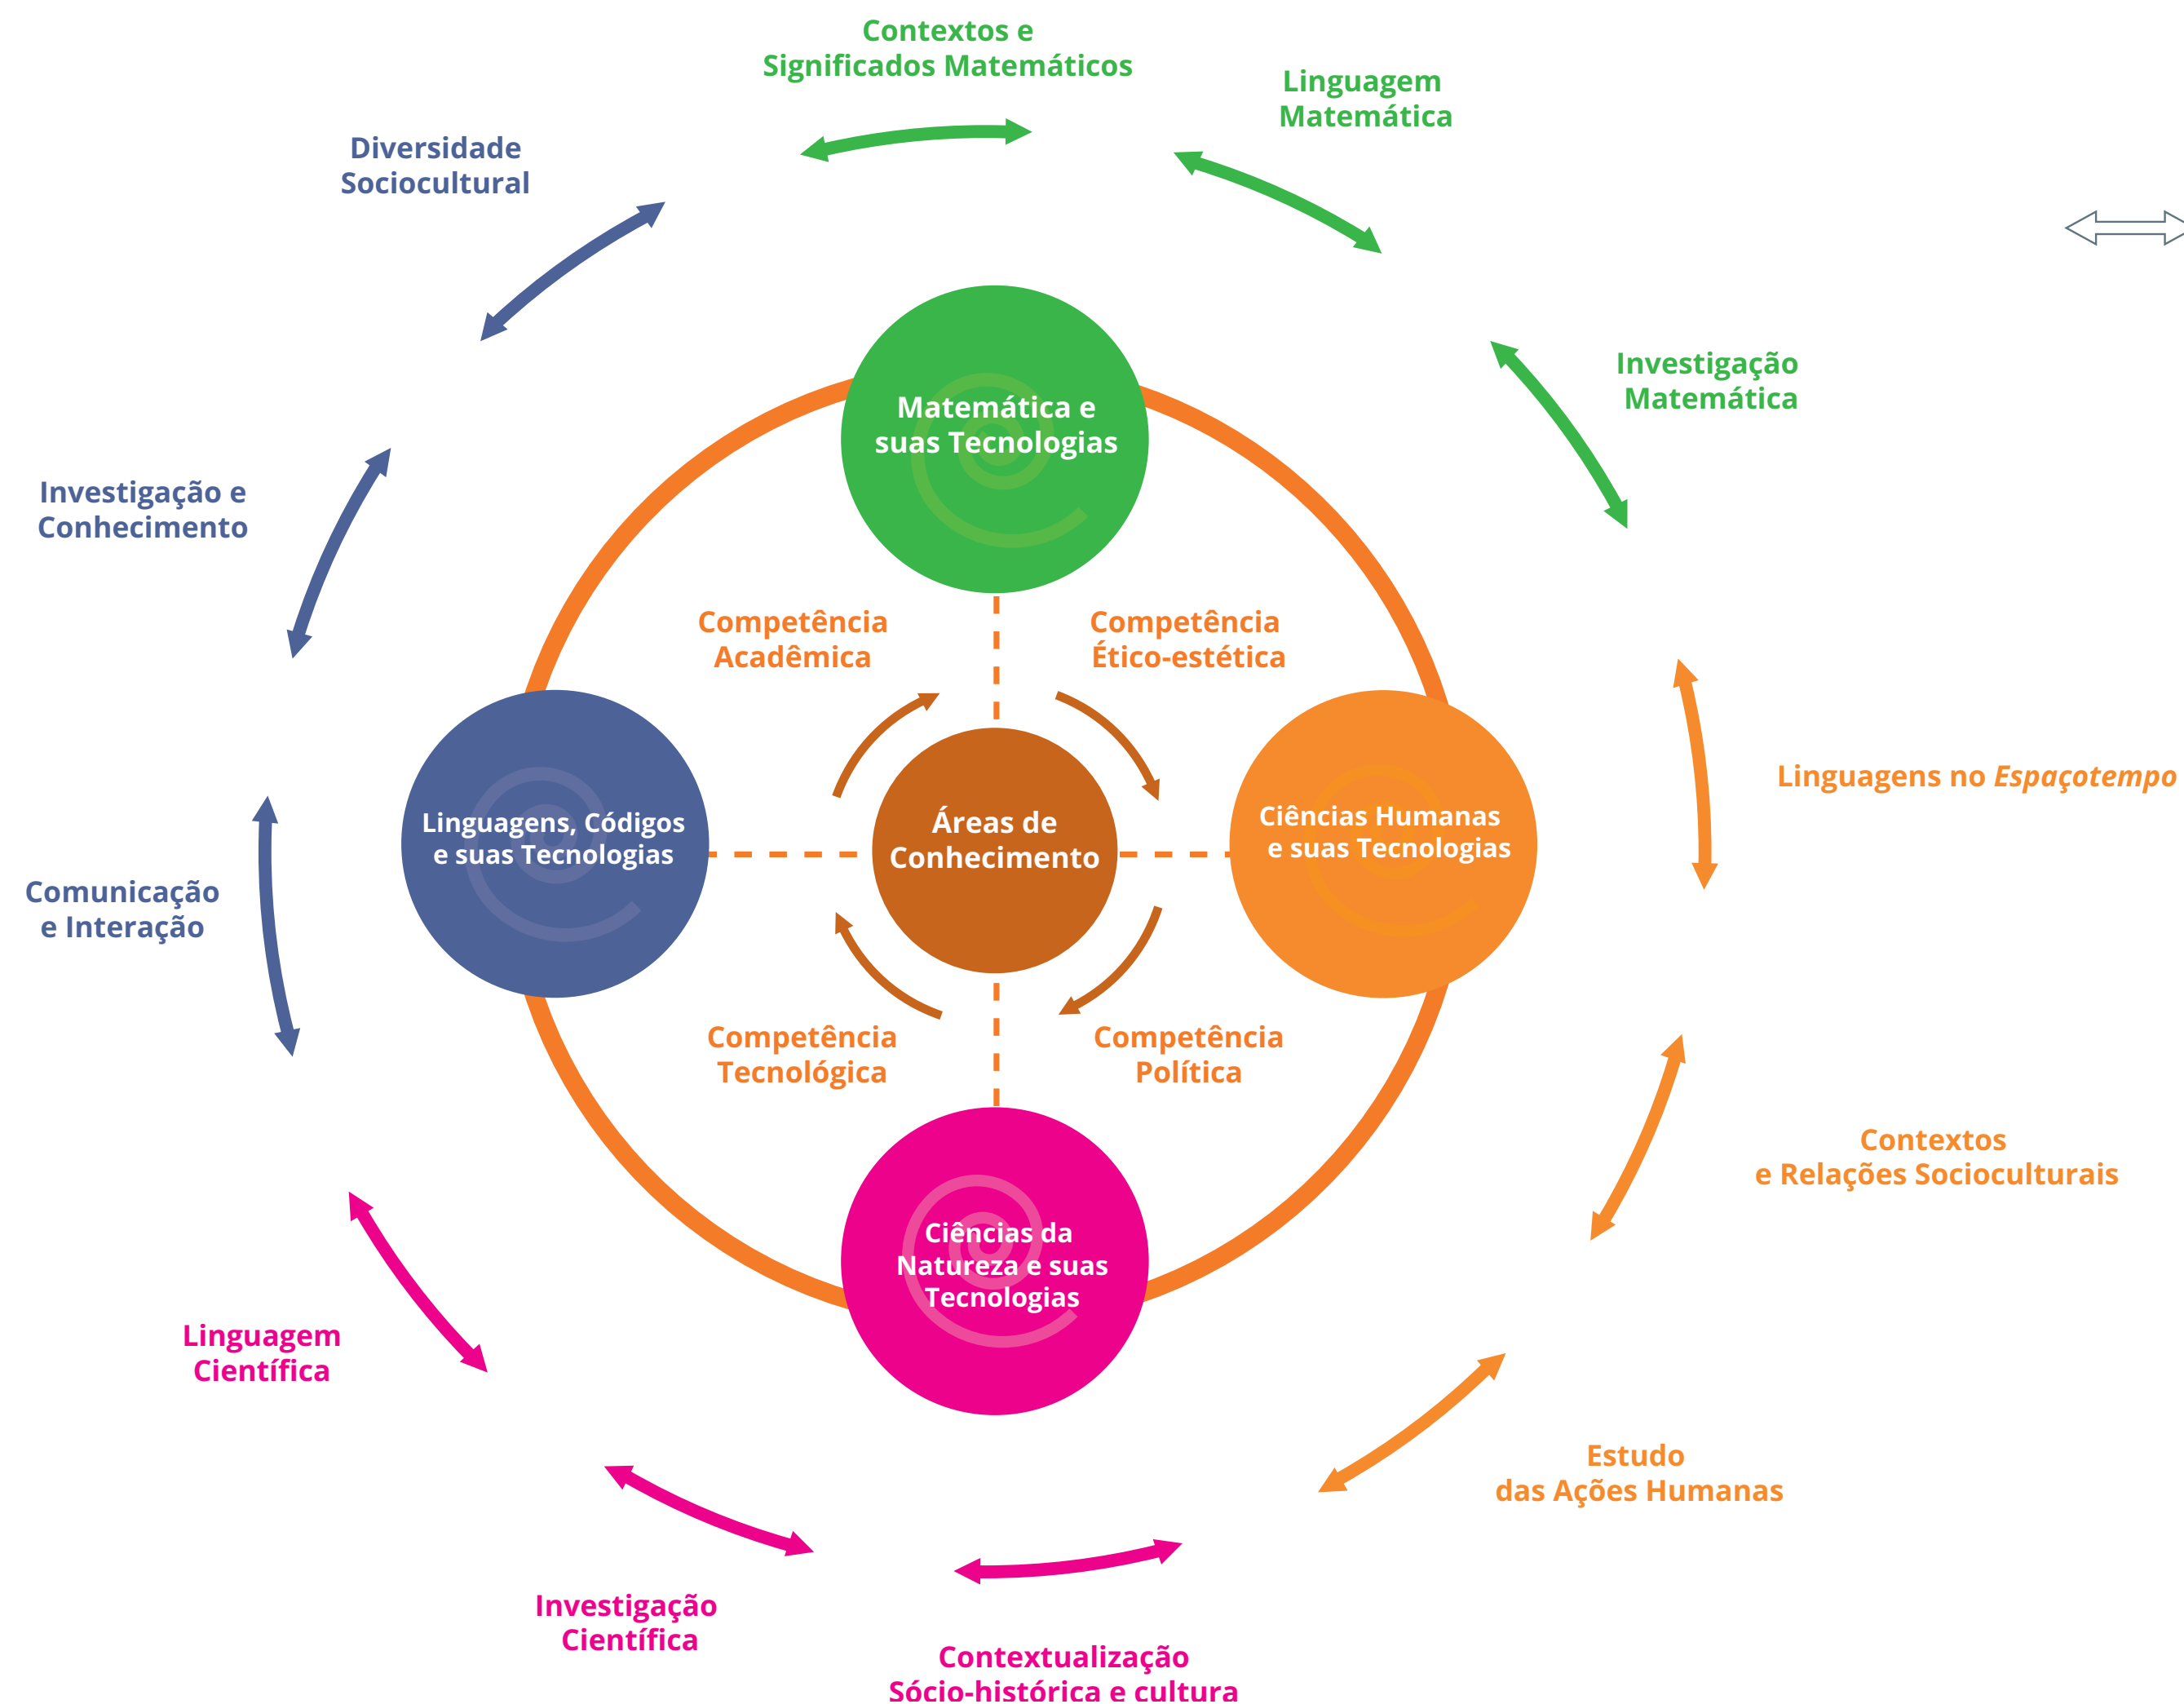 Contextos e
Significados Matemáticos
Linguagem
Matemática
Diversidade
Sociocultural
Investigação
Matemática
Matemática e
suas Tecnologias
Investigação e
Conhecimento
Competência
Acadêmica
Competência
Ético-estética
Linguagens no Espaçotempo
Linguagens, Códigos
e suas Tecnologias
Áreas de
Conhecimento
Ciências Humanas
e suas Tecnologias
Comunicação
e Interação
Competência
Tecnológica
Competência
Política
Contextos
e Relações Socioculturais
Ciências da
Natureza e suas
Tecnologias
Linguagem
Científica
Estudo
das Ações Humanas
Investigação
Científica
Contextualização
Sócio-histórica e cultura